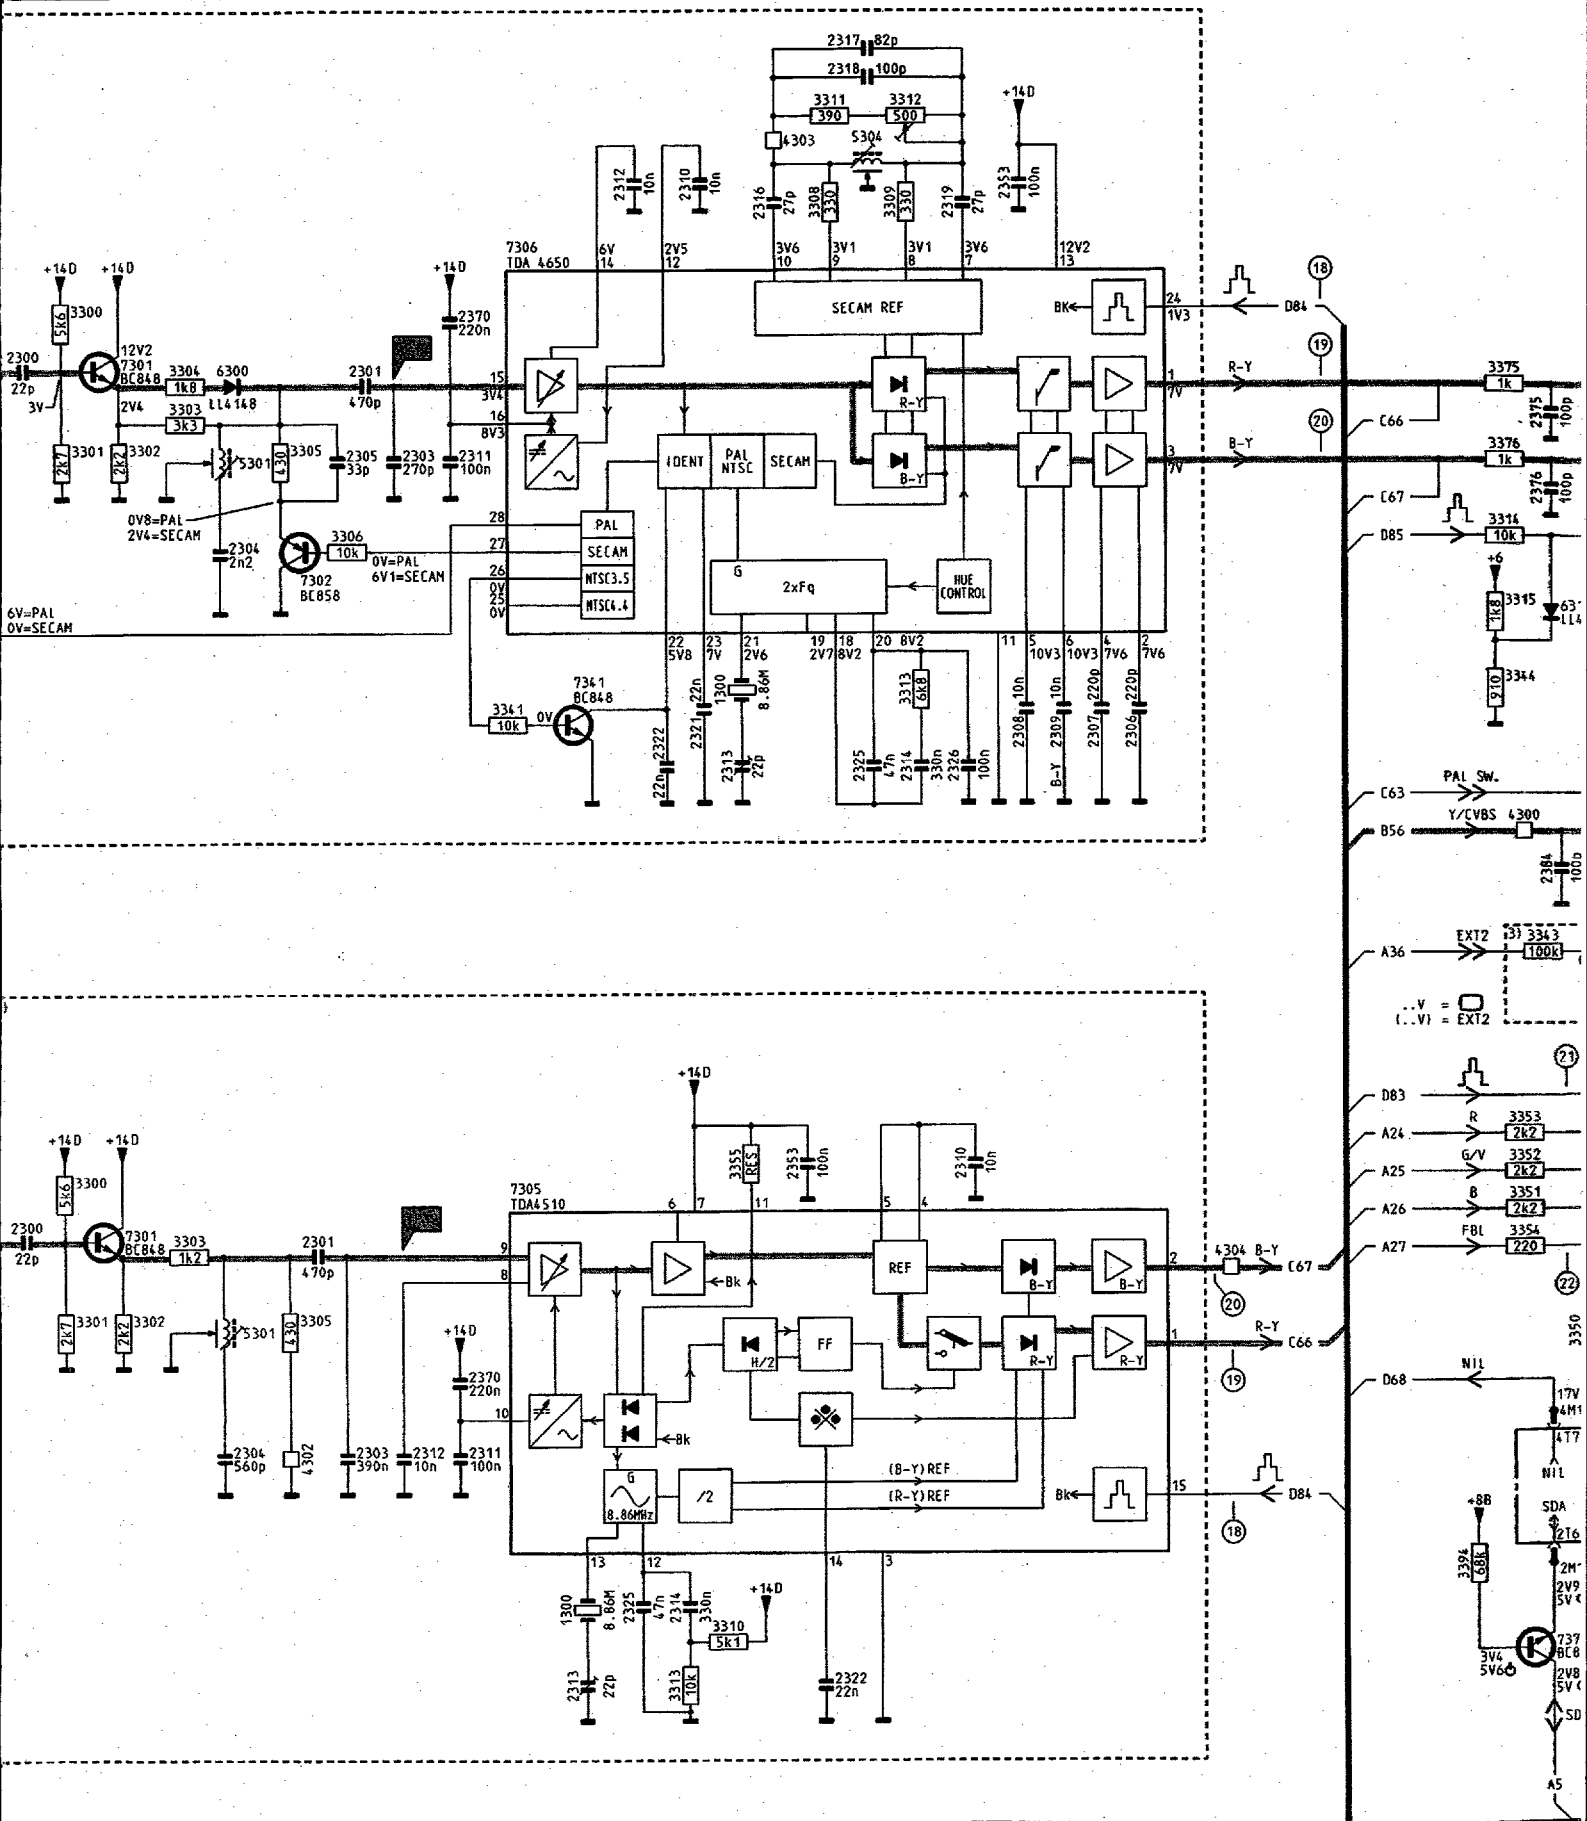 2317 82p
2318 100p
3311 3312
390 500
4303
S304
+14D
2312 10n
2310 10n
2316 27p
3308 330
3309 330
2319 27p
2353 100n
7306
TDA 4650
6V 14
2V5 12
3V6 10
3V1 9
3V1 8
3V6 7
12V2 13
SECAM REF
BK
24
1V3
D84
18
+14D +14D
3300
5k6
2300
22p
3V
12V2
7301
BC848
2V4
3304
1k8
6300
LL4148
3303
3k3
2301
470p
+14D
2370
220n
15
3V4
16
8V3
R-Y
B-Y
1
7V
R-Y
19
3375
1k
2375 100p
C66
3
7V
B-Y
20
3376
1k
2376 100p
C67
3301
2k7
3302
2k2
5301
3305
430
2305
33p
2303
270p
2311
100n
IDENT
PAL
NTSC
SECAM
0V8=PAL
2V4=SECAM
2304
2n2
7302
BC858
3306
10k
0V=PAL
6V1=SECAM
6V=PAL
0V=SECAM
28
27
26
0V
25
0V
PAL
SECAM
NTSC3.5
NTSC4.4
G
2xFq
HUE
CONTROL
D85
3314
10k
+6
3315
1k8
3344
910
22
5V8
23
7V
21
2V6
19
2V7
18
8V2
20 8V2
11
5
10V3
6
10V3
4
7V6
2
7V6
7341
BC848
3341
10k
0V
2322
22n
22n
2321
1300
8.86M
2313
22p
2325
47n
3313
6k8
2314
330n
2326
100n
10n
2308
10n
2309
B-Y
220p
2307
220p
2306
C63
PAL SW.
B56
Y/CVBS 4300
2384
A36
EXT2
3) 3343
100k
..V =
(..V) = EXT2
21
D83
A24
R
3353
2k2
A25
G/V
3352
2k2
A26
B
3351
2k2
A27
FBL
3354
220
22
3350
+14D
3355
RES
2353
100n
2310
10n
7305
TDA4510
6 7 11 5 4
+14D +14D
3300
5k6
2300
22p
7301
BC848
3303
1k2
2301
470p
9
8
Bk
REF
B-Y
B-Y
2
4304 B-Y
C67
20
R-Y
R-Y
1
R-Y
C66
19
3301
2k7
3302
2k2
5301
3305
430
+14D
2370
220n
10
H/2
FF
Bk
2304
560p
4302
2303
390n
2312
10n
2311
100n
G
8.86MHz
/2
(B-Y)REF
(R-Y)REF
Bk
15
D84
18
D68
NIL
17V
4T7
NIL
SDA
2T6
+8B
3394
68k
2V9
3V4
5V6
2V8
A5
13 12 14 3
1300
8.86M
2325
47n
2314
330n
+14D
3310
5k1
2313
22p
3313
10k
2322
22n